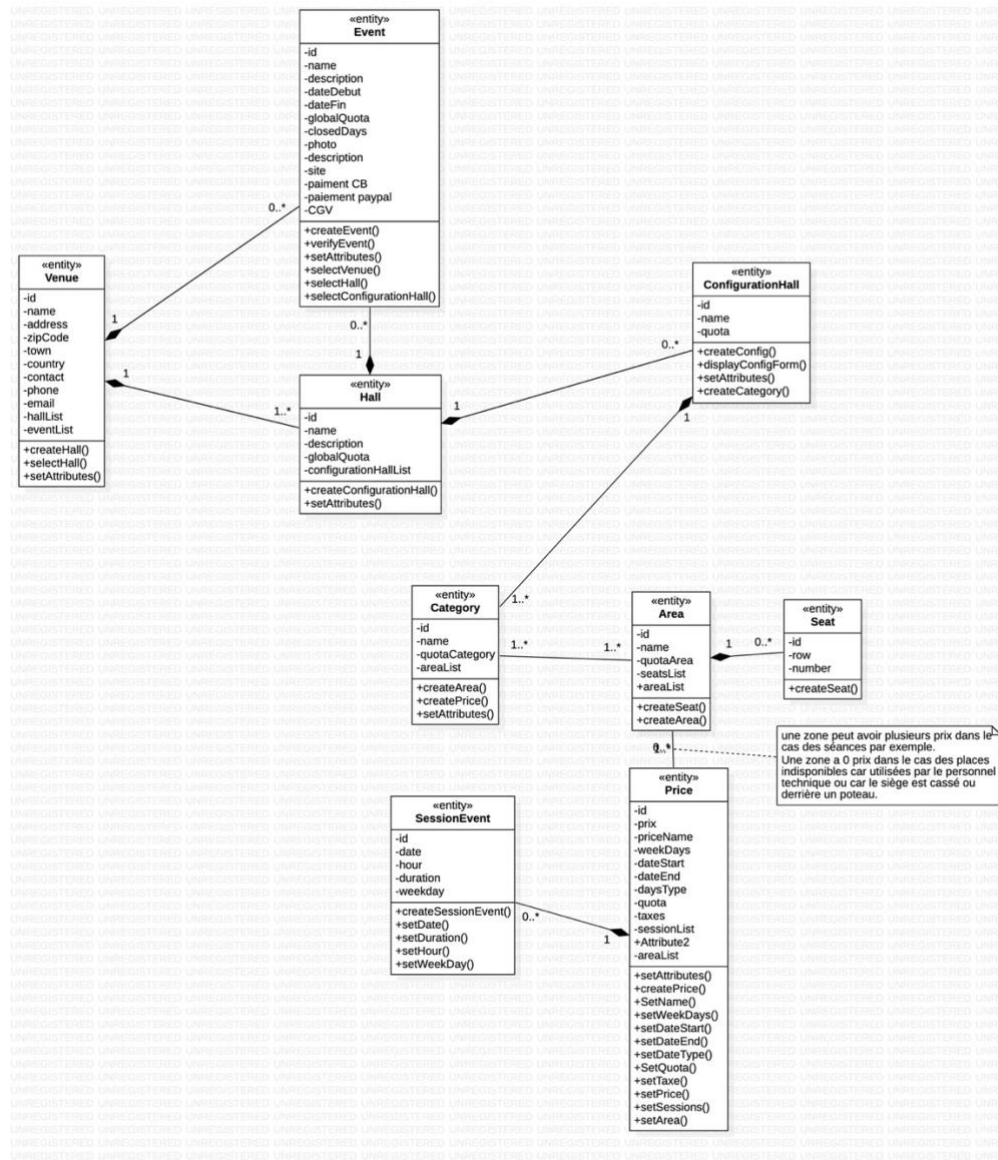 «entity»
Event
-id
-name
-description
-dateDebut
-dateFin
-globalQuota
-closedDays
-photo
-description
-site
-paiment CB
-paiement paypal
-CGV
+createEvent()
+verifyEvent()
+setAttributes()
+selectVenue()
+selectHall()
+selectConfigurationHall()
0..*
1
«entity»
Venue
-id
-name
-address
-zipCode
-town
-country
-contact
-phone
-email
-hallList
-eventList
+createHall()
+selectHall()
+setAttributes()
1
1..*
0..*
1
«entity»
Hall
-id
-name
-description
-globalQuota
-configurationHallList
+createConfigurationHall()
+setAttributes()
1
0..*
«entity»
ConfigurationHall
-id
-name
-quota
+createConfig()
+displayConfigForm()
+setAttributes()
+createCategory()
1
1..*
«entity»
Category
-id
-name
-quotaCategory
-areaList
+createArea()
+createPrice()
+setAttributes()
1..*
1..*
«entity»
Area
-id
-name
-quotaArea
-seatsList
+areaList
+createSeat()
+createArea()
1
0..*
«entity»
Seat
-id
-row
-number
+createSeat()
une zone peut avoir plusieurs prix dans le
cas des séances par exemple.
Une zone a 0 prix dans le cas des places
indisponibles car utilisées par le personnel
technique ou car le siège est cassé ou
derrière un poteau.
«entity»
Price
-id
-prix
-priceName
-weekDays
-dateStart
-dateEnd
-daysType
-quota
-taxes
-sessionList
+Attribute2
-areaList
+setAttributes()
+createPrice()
+SetName()
+setWeekDays()
+setDateStart()
+setDateEnd()
+setDateType()
+SetQuota()
+setTaxe()
+setPrice()
+setSessions()
+setArea()
«entity»
SessionEvent
-id
-date
-hour
-duration
-weekday
+createSessionEvent()
+setDate()
+setDuration()
+setHour()
+setWeekDay()
0..*
1
UNREGISTERED